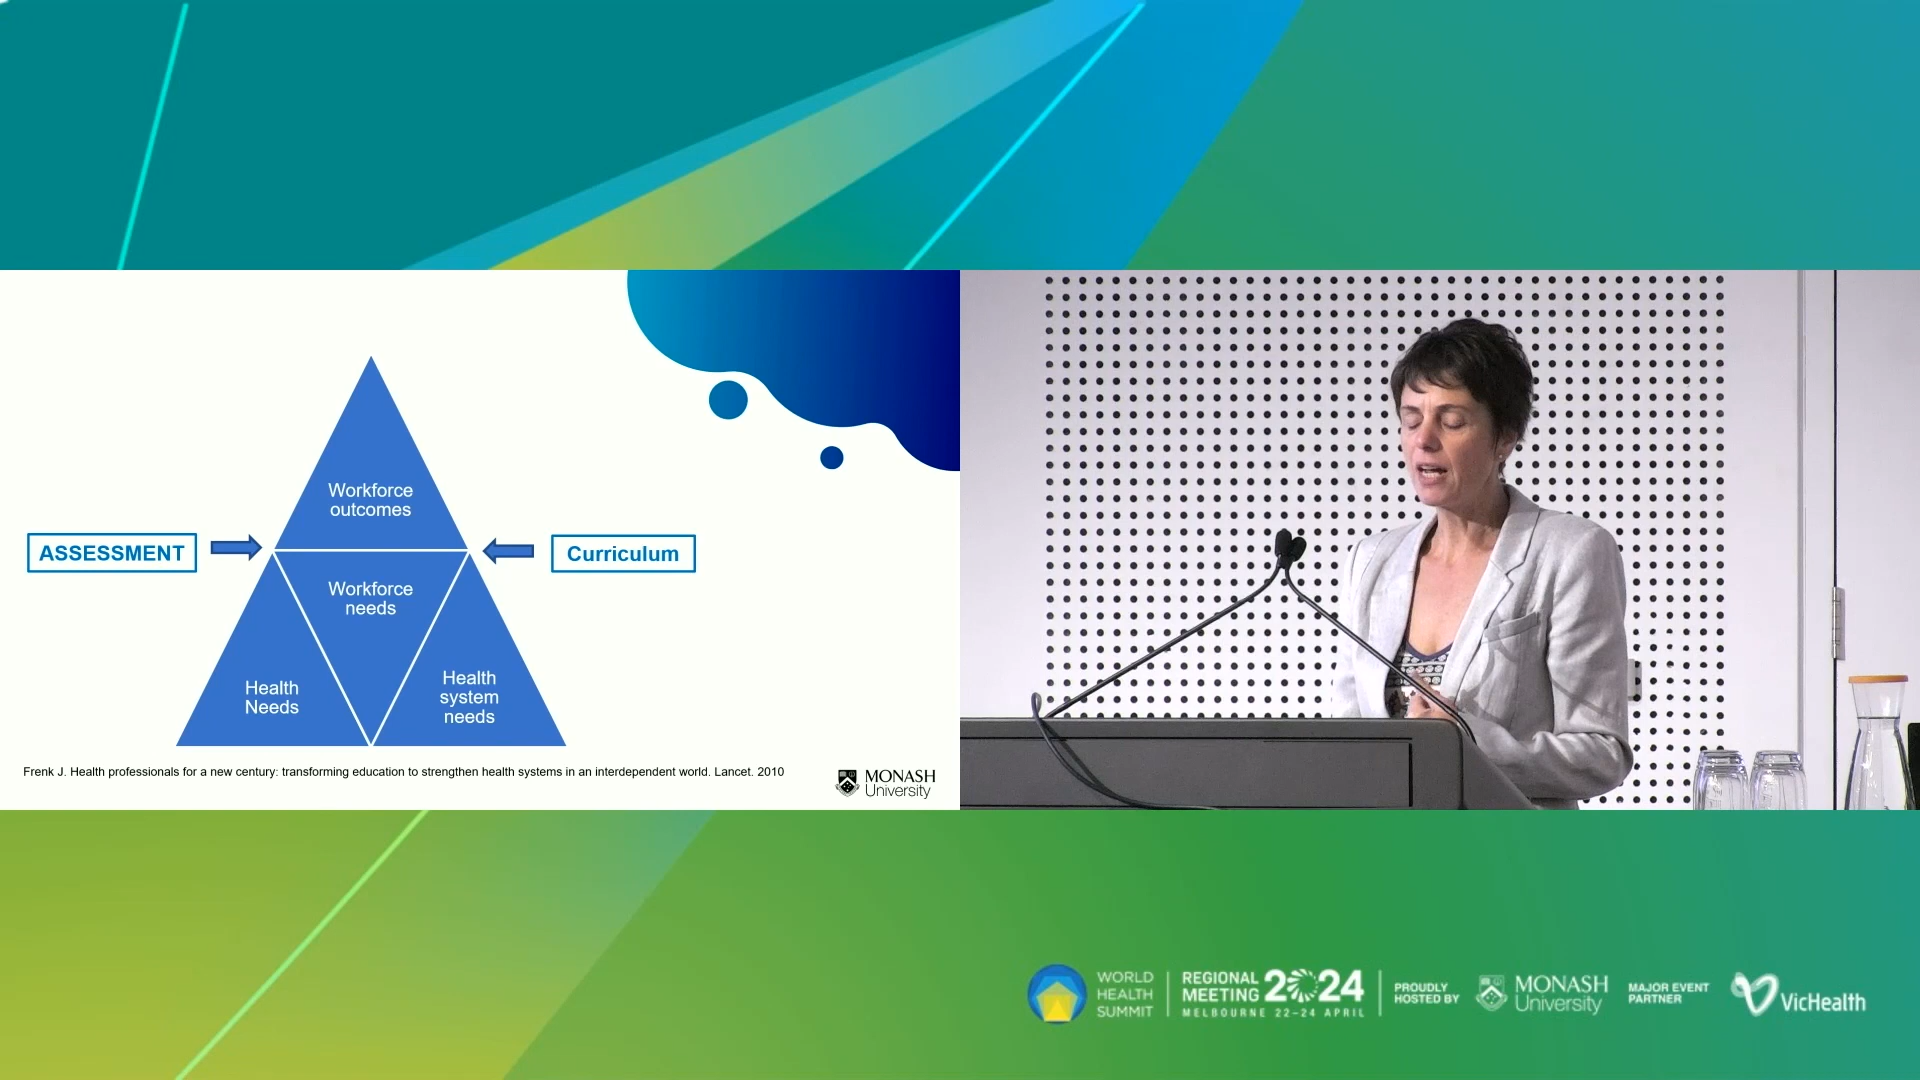 Workforce
outcomes
ASSESSMENT
Curriculum
Workforce
needs
Health
Needs
Health
system
needs
Frenk J. Health professionals for a new century: transforming education to strengthen health systems in an interdependent world. Lancet. 2010
MONASH
University
WORLD
HEALTH
SUMMIT
REGIONAL
MEETING 2024
MELBOURNE 22–24 APRIL
PROUDLY
HOSTED BY
MONASH
University
MAJOR EVENT
PARTNER
VicHealth